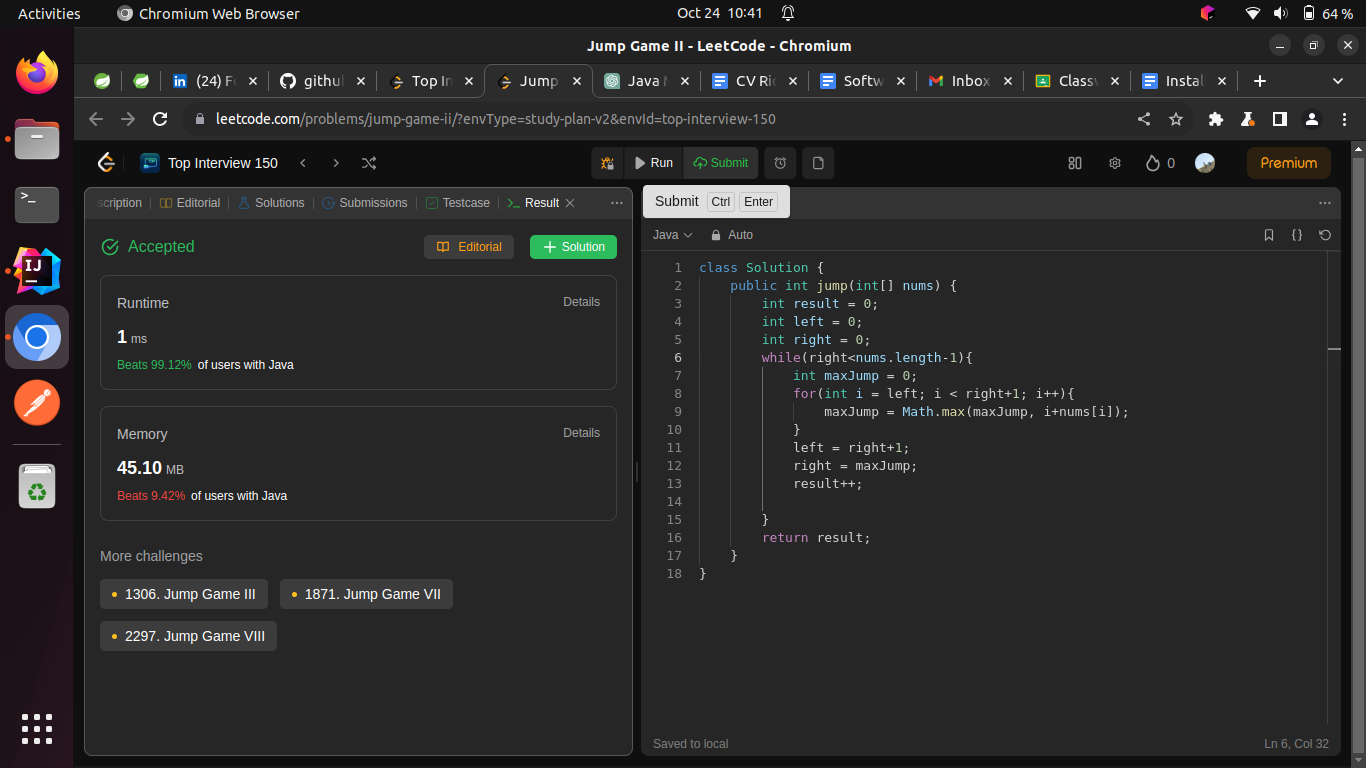 Activities Chromium Web Browser Oct 24 10:41 64 %
Jump Game II - LeetCode - Chromium
(24) Fe githu Top In Jump Java M CV Ric Softw Inbox Classv Instal
leetcode.com/problems/jump-game-ii/?envType=study-plan-v2&envId=top-interview-150
Top Interview 150 Run Submit 0 Premium
scription Editorial Solutions Submissions Testcase Result
Submit Ctrl Enter
Accepted Editorial Solution
Java Auto
Runtime Details
1 ms
Beats 99.12% of users with Java
Memory Details
45.10 MB
Beats 9.42% of users with Java
More challenges
1306. Jump Game III 1871. Jump Game VII
2297. Jump Game VIII
1 class Solution {
2 public int jump(int[] nums) {
3 int result = 0;
4 int left = 0;
5 int right = 0;
6 while(right<nums.length-1){
7 int maxJump = 0;
8 for(int i = left; i < right+1; i++){
9 maxJump = Math.max(maxJump, i+nums[i]);
10 }
11 left = right+1;
12 right = maxJump;
13 result++;
14
15 }
16 return result;
17 }
18 }
Saved to local Ln 6, Col 32